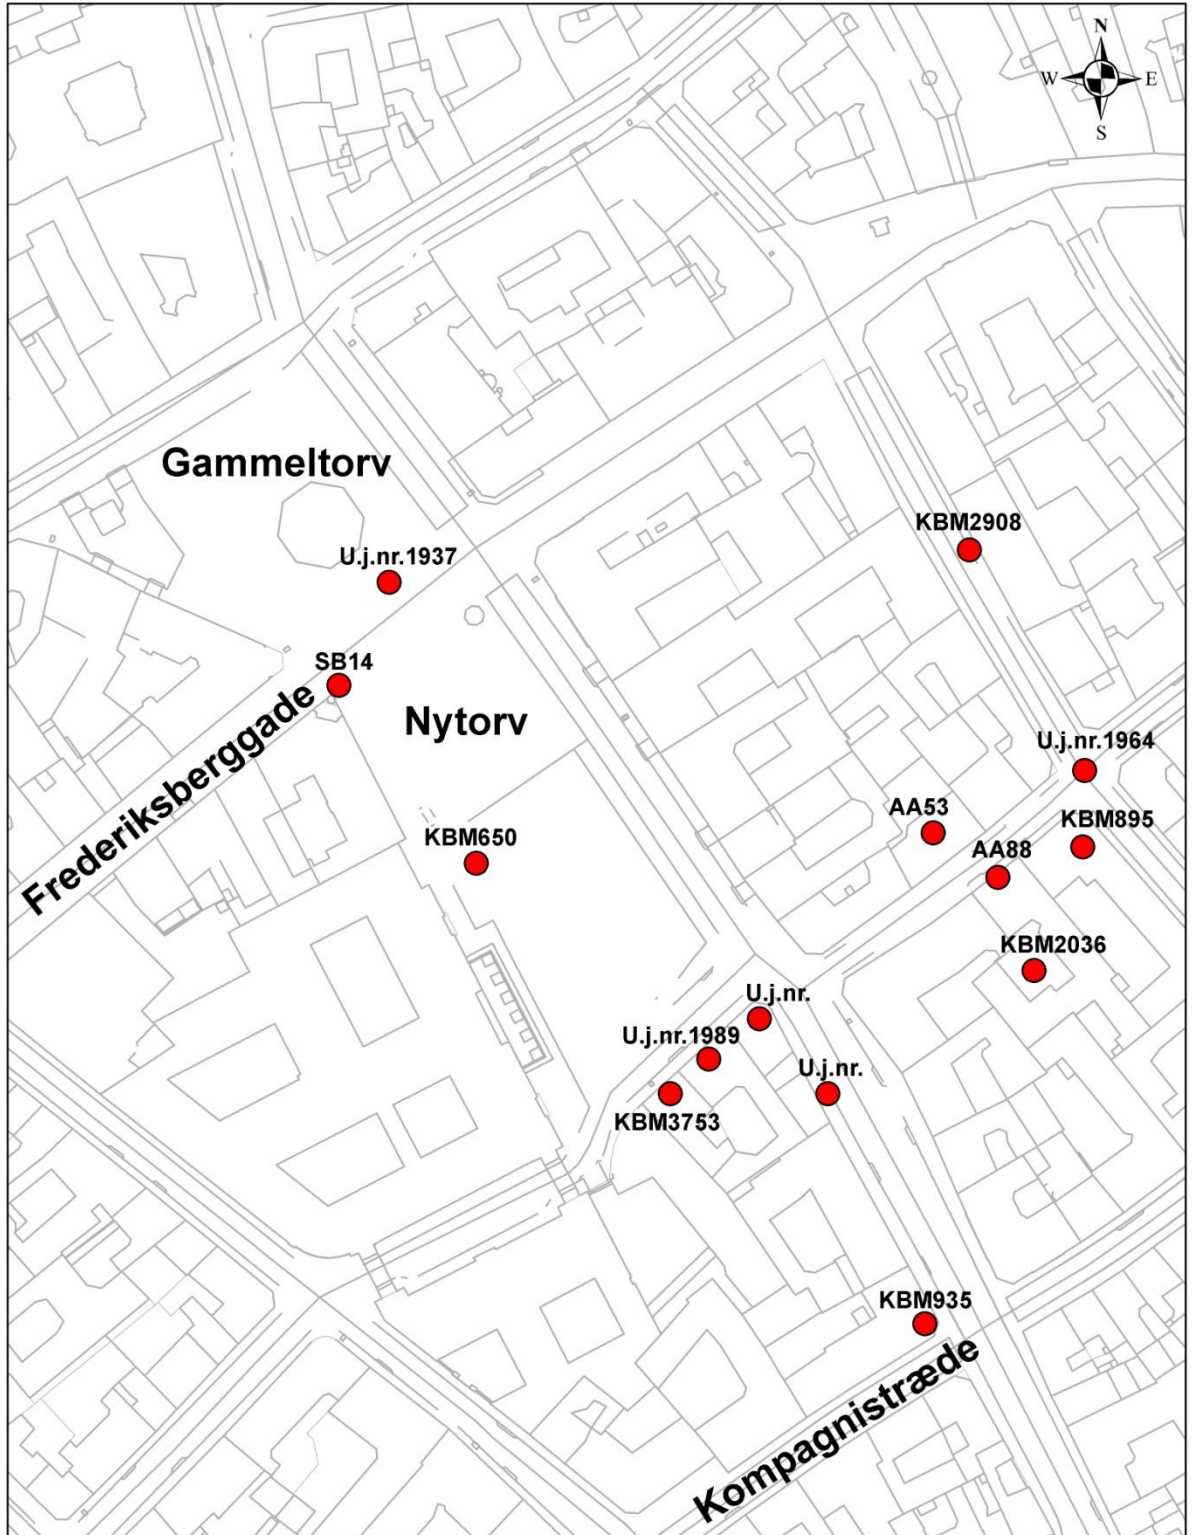 N
W E
S
Gammeltorv
KBM2908
U.j.nr.1937
SB14
Frederiksberggade
Nytorv
U.j.nr.1964
AA53
KBM895
KBM650
AA88
KBM2036
U.j.nr.
U.j.nr.1989
U.j.nr.
KBM3753
KBM935
Kompagnistræde